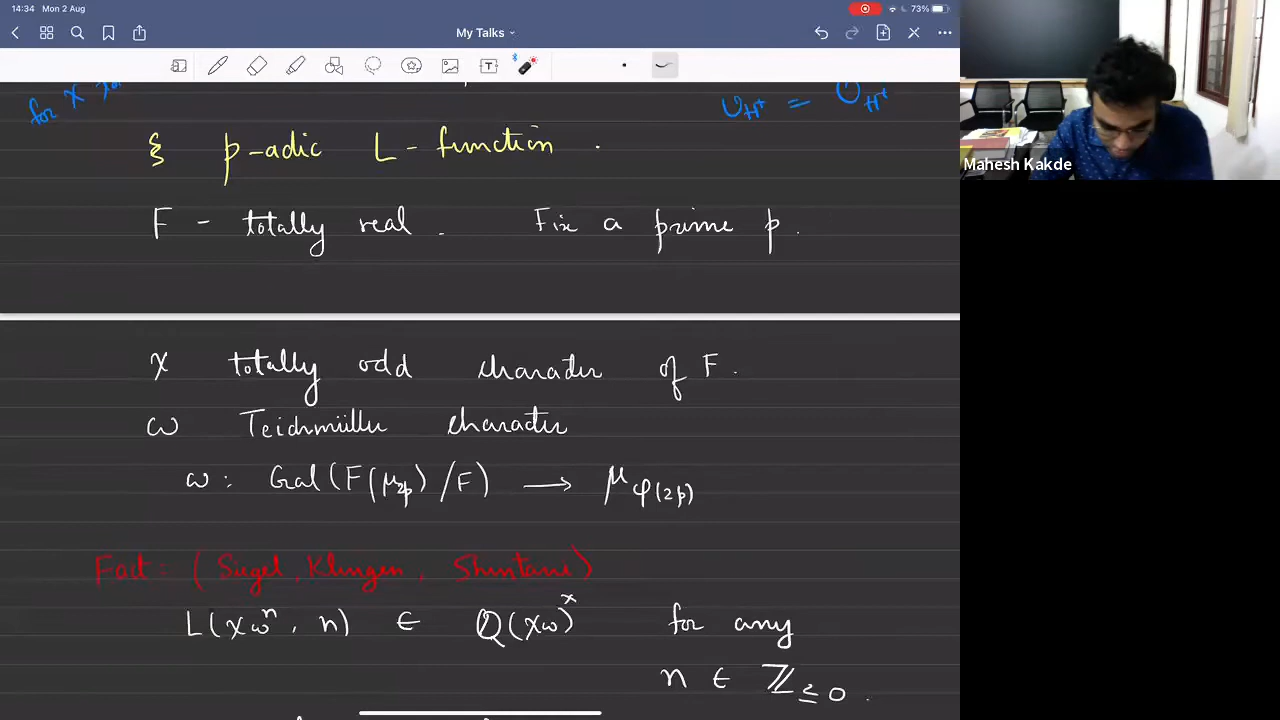 14:34 Mon 2 Aug
73%
My Talks
for χ
U_{H^+} = U_{H^+}
§ p-adic L-function.
F - totally real. Fix a prime p.
χ totally odd character of F.
ω Teichmüller character
ω: Gal(F(μ_{2p})/F) ⟶ μ_{φ(2p)}
Fact: (Siegel, Klingen, Shintani)
L(χω^n, n) ∈ Q(χω)^× for any
n ∈ ℤ_{≤0}.
Mahesh Kakde